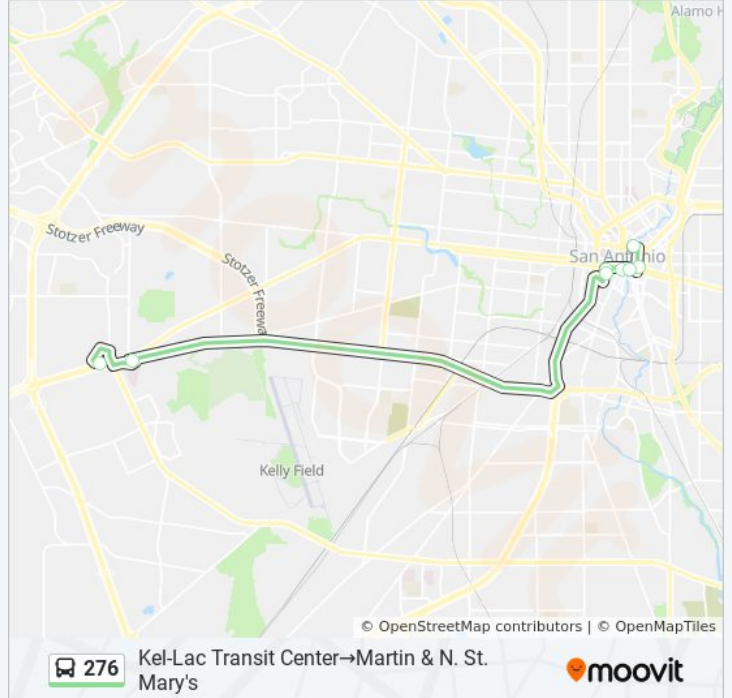 Alamo H
Stotzer Freeway
San Antonio
Stotzer Freewa
Kelly Field
© OpenStreetMap contributors | © OpenMapTiles
276
Kel-Lac Transit Center→Martin & N. St.
Mary's
moovit